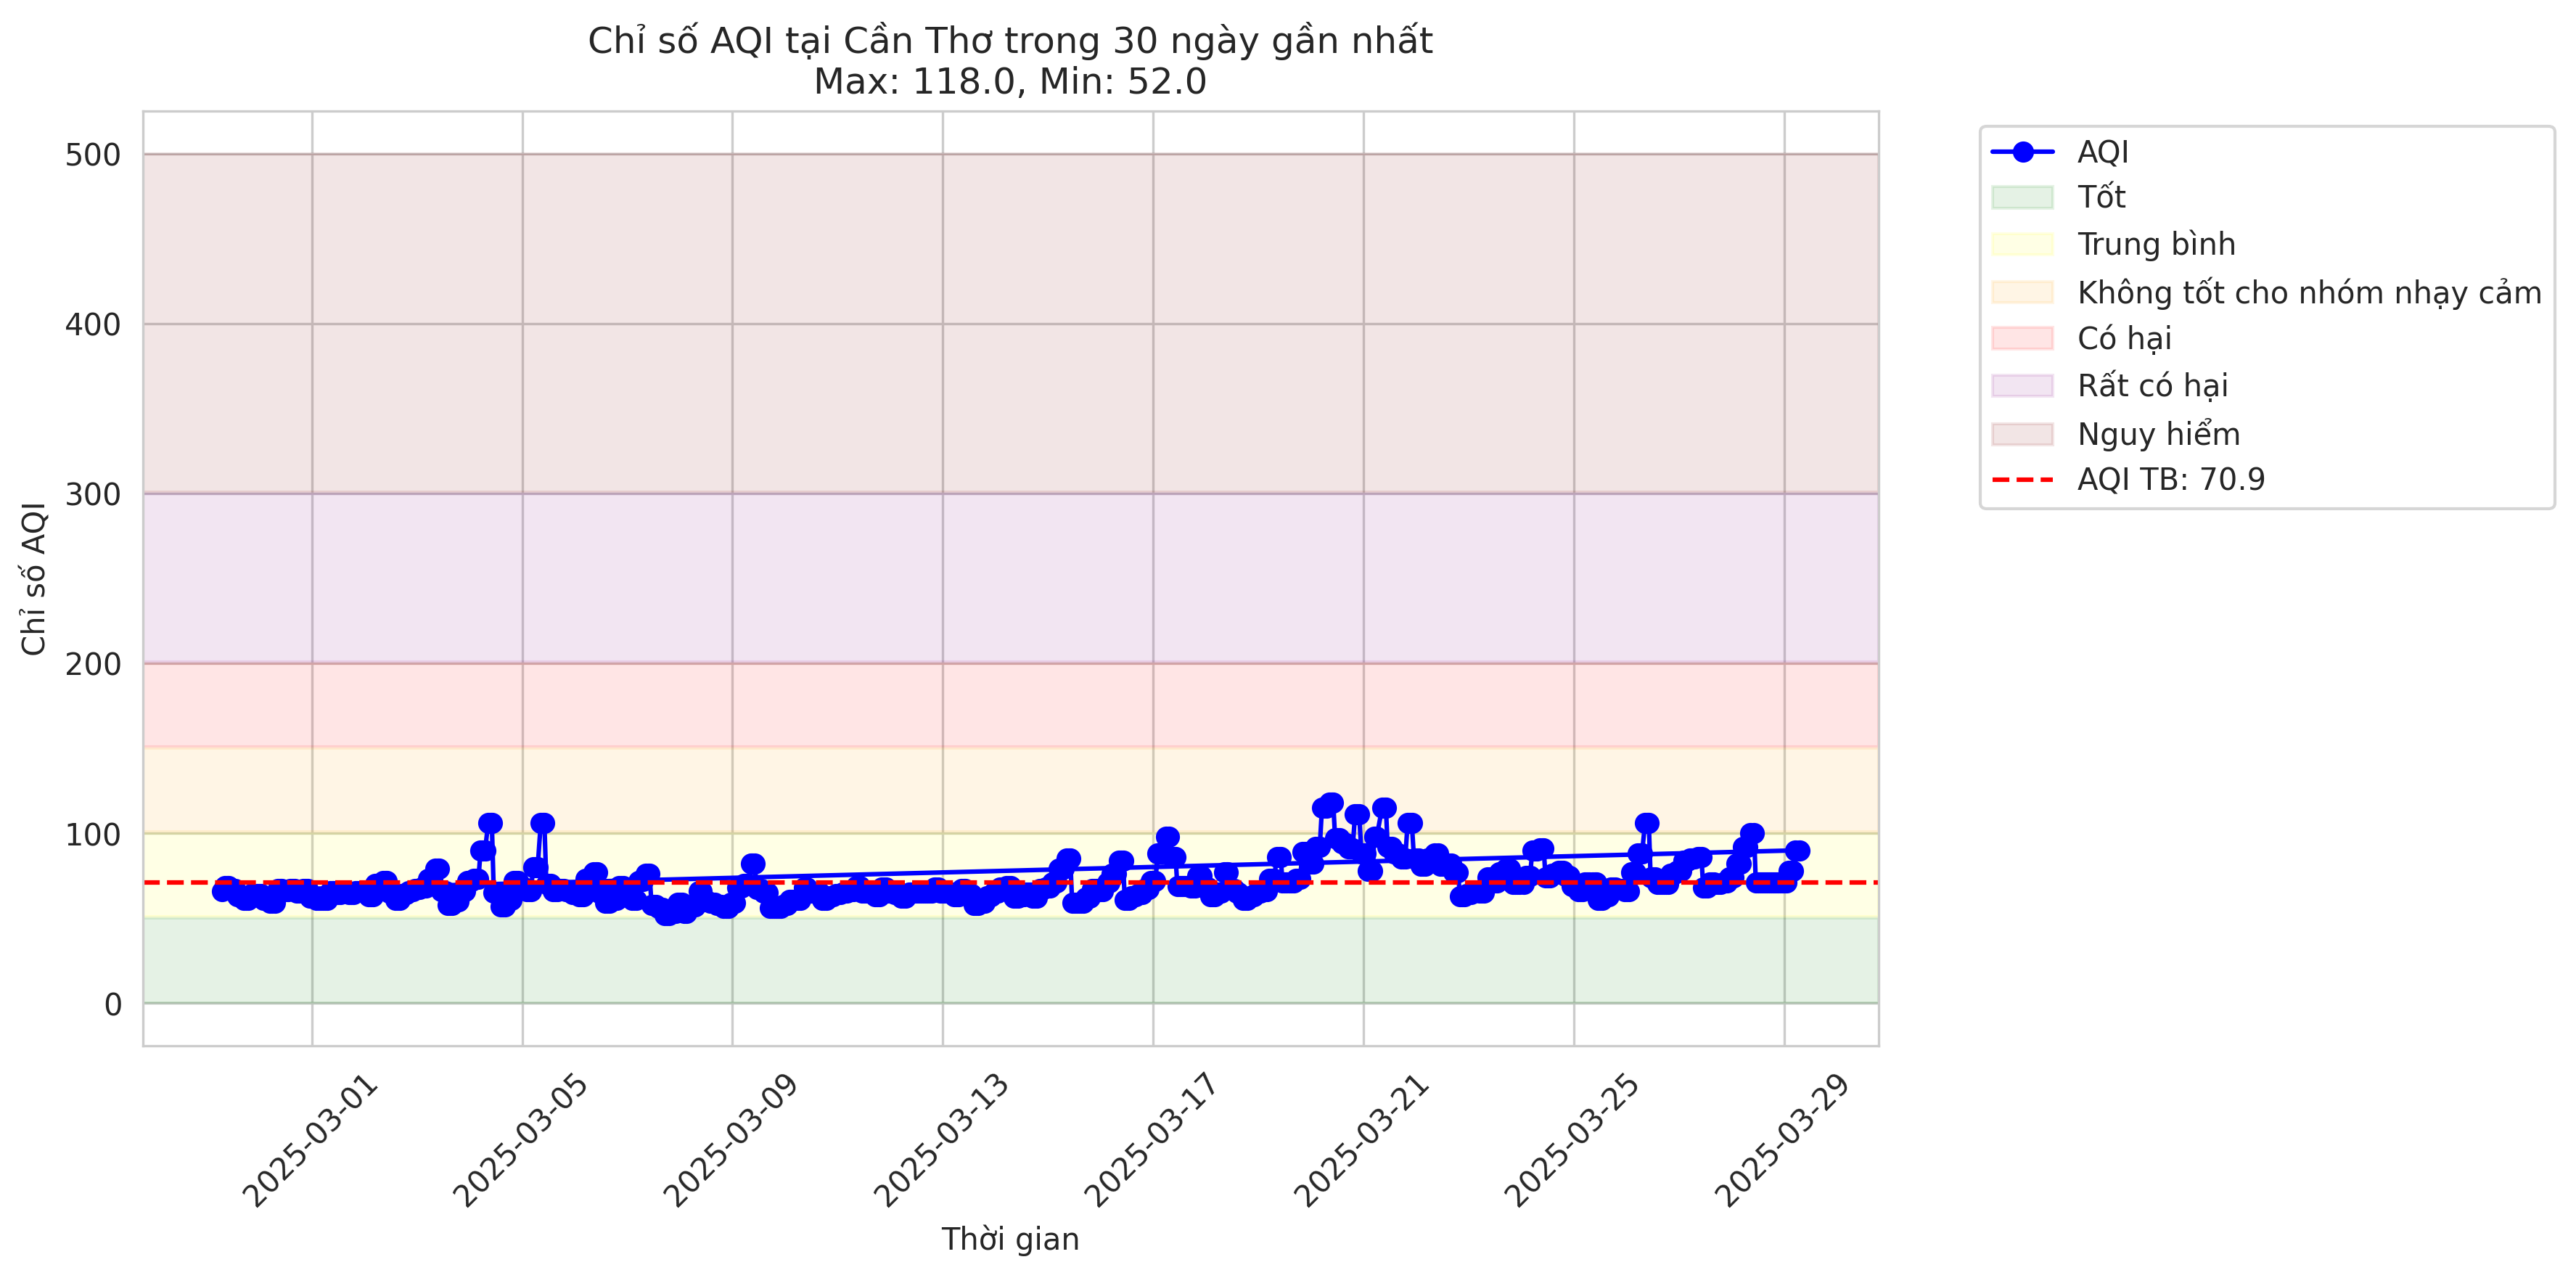 Chỉ số AQI tại Cần Thơ trong 30 ngày gần nhất
Max: 118.0, Min: 52.0
Chỉ số AQI
500
400
300
200
100
0
2025-03-01
2025-03-05
2025-03-09
2025-03-13
2025-03-17
2025-03-21
2025-03-25
2025-03-29
Thời gian
AQI
Tốt
Trung bình
Không tốt cho nhóm nhạy cảm
Có hại
Rất có hại
Nguy hiểm
AQI TB: 70.9